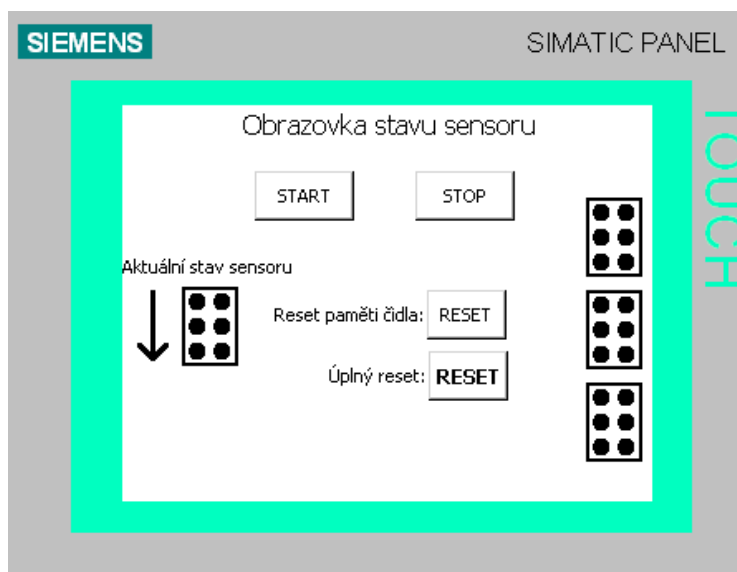 SIEMENS
SIMATIC PANEL
TOUCH
Obrazovka stavu sensoru
START
STOP
Aktuální stav sensoru
Reset paměti čidla:
RESET
Úplný reset:
RESET